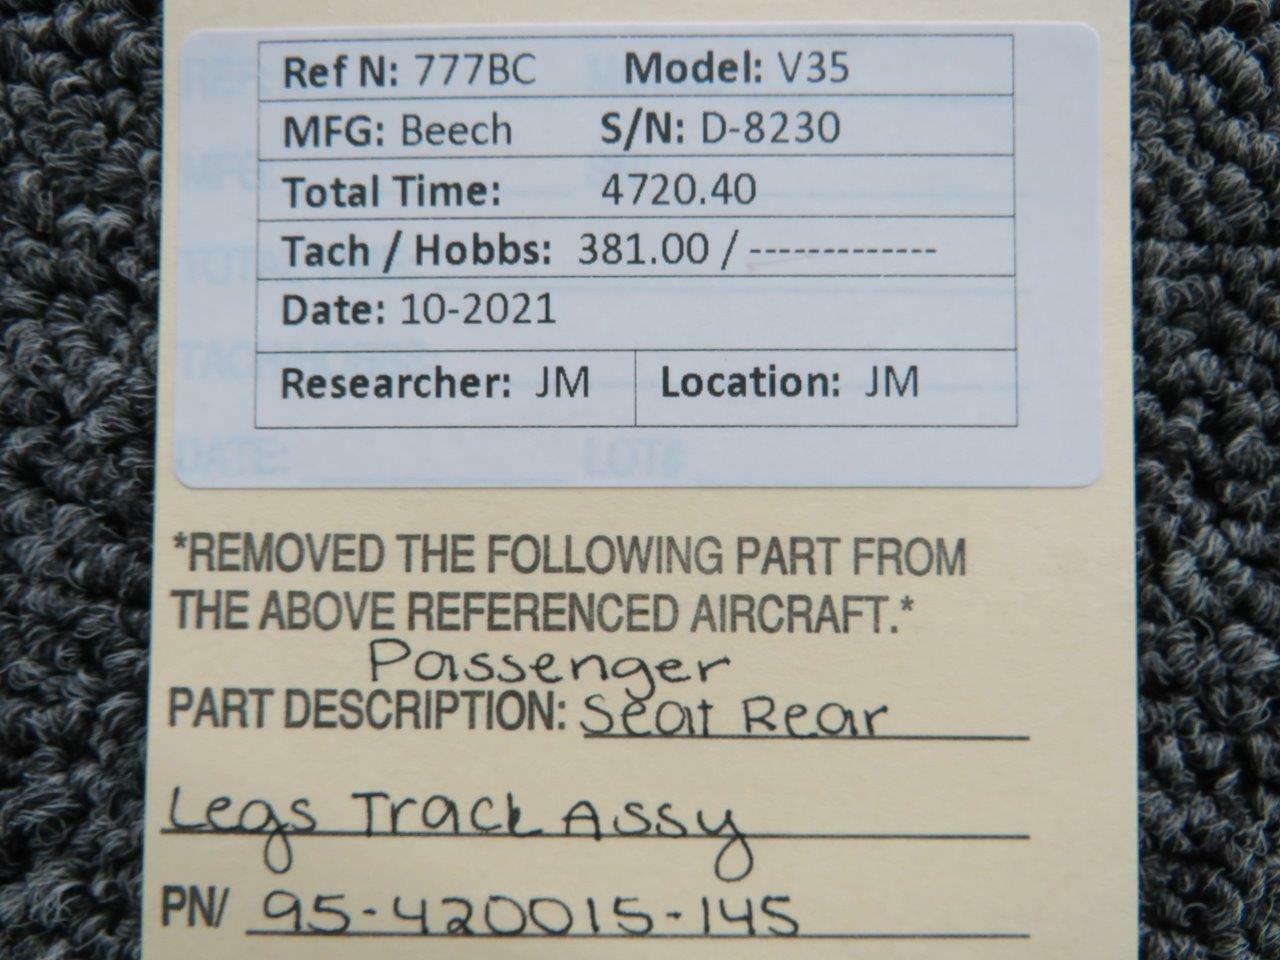 Ref N: 777BC Model: V35
MFG: Beech S/N: D-8230
Total Time: 4720.40
Tach / Hobbs: 381.00 / -------------
Date: 10-2021
Researcher: JM Location: JM
DATE: LOT#
*REMOVED THE FOLLOWING PART FROM
THE ABOVE REFERENCED AIRCRAFT.*
Passenger
PART DESCRIPTION: Seat Rear
Legs Track Assy
PN/ 95-420015-145